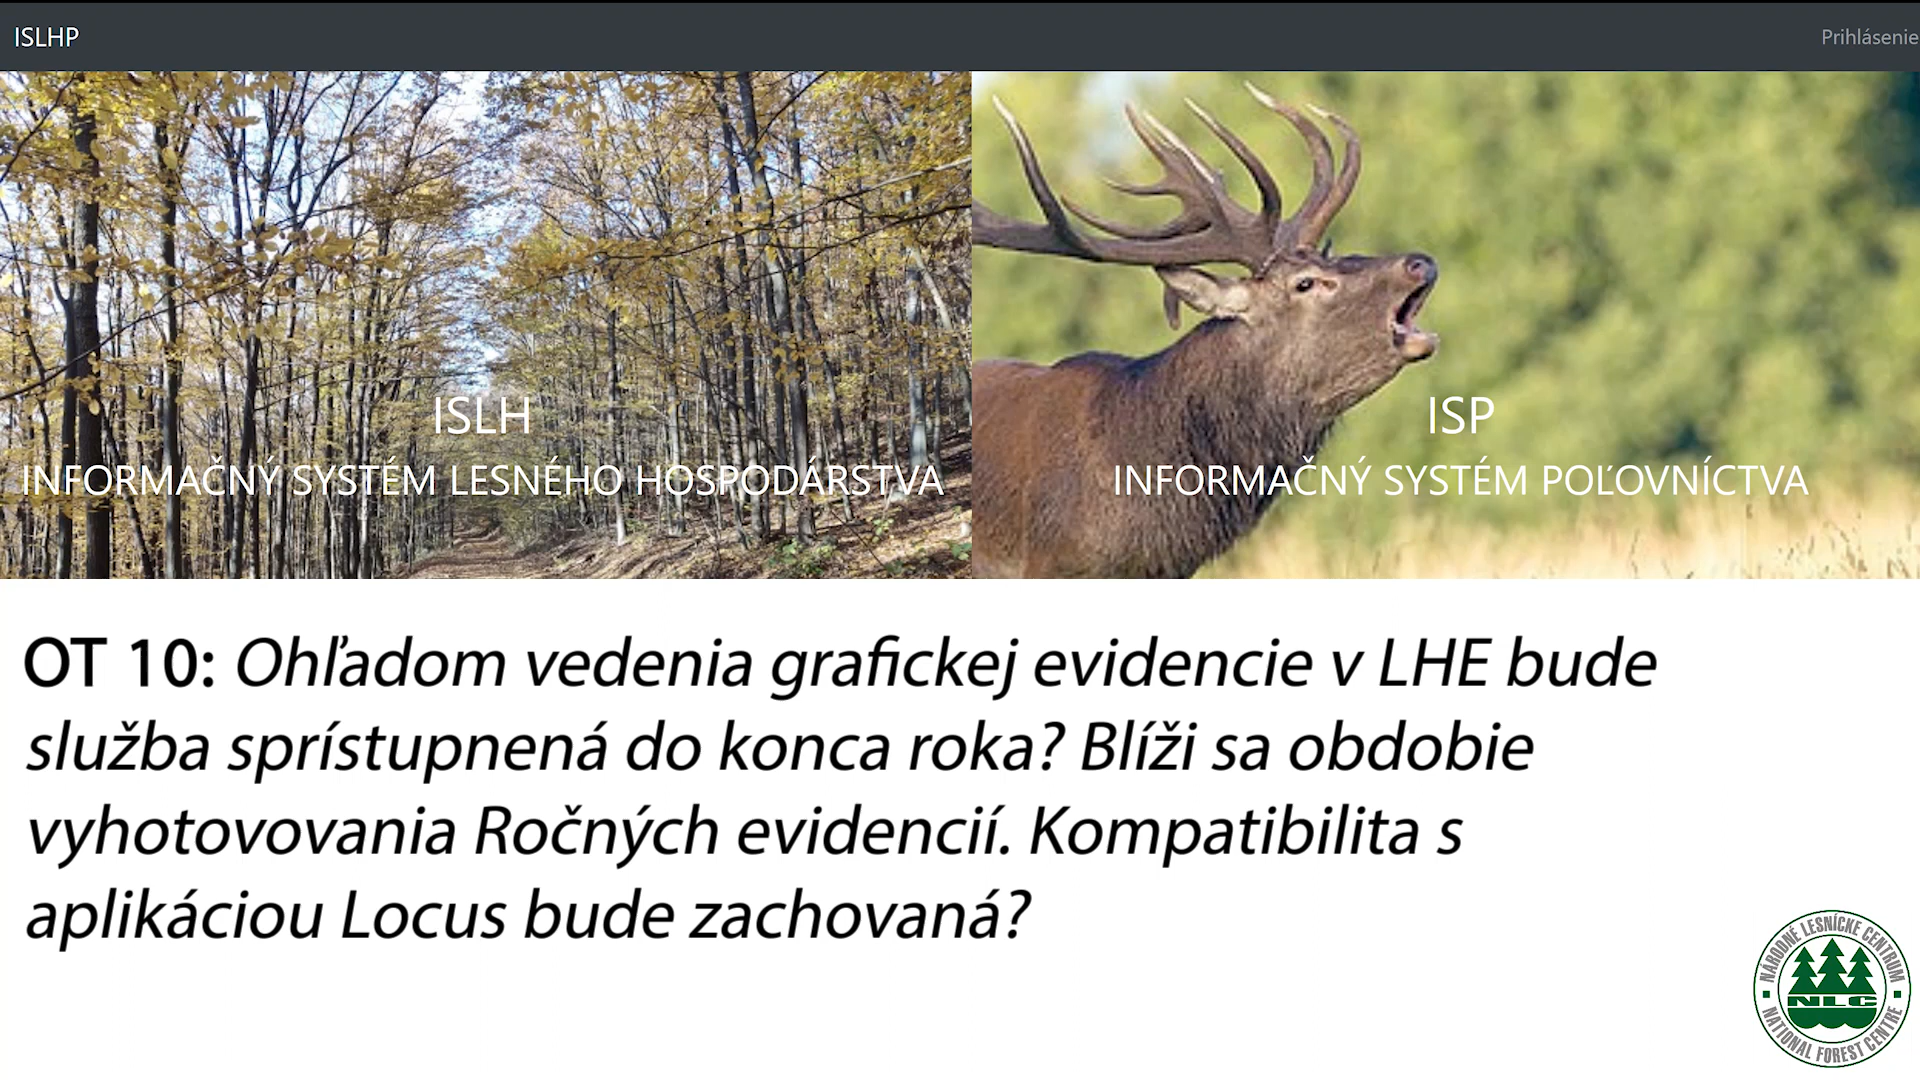 ISLHP
Prihlásenie
ISLH
INFORMAČNÝ SYSTÉM LESNÉHO HOSPODÁRSTVA
ISP
INFORMAČNÝ SYSTÉM POĽOVNÍCTVA
OT 10: Ohľadom vedenia grafickej evidencie v LHE bude
služba sprístupnená do konca roka? Blíži sa obdobie
vyhotovovania Ročných evidencií. Kompatibilita s
aplikáciou Locus bude zachovaná?
NÁRODNÉ LESNÍCKE CENTRUM
NLC
NATIONAL FOREST CENTRE